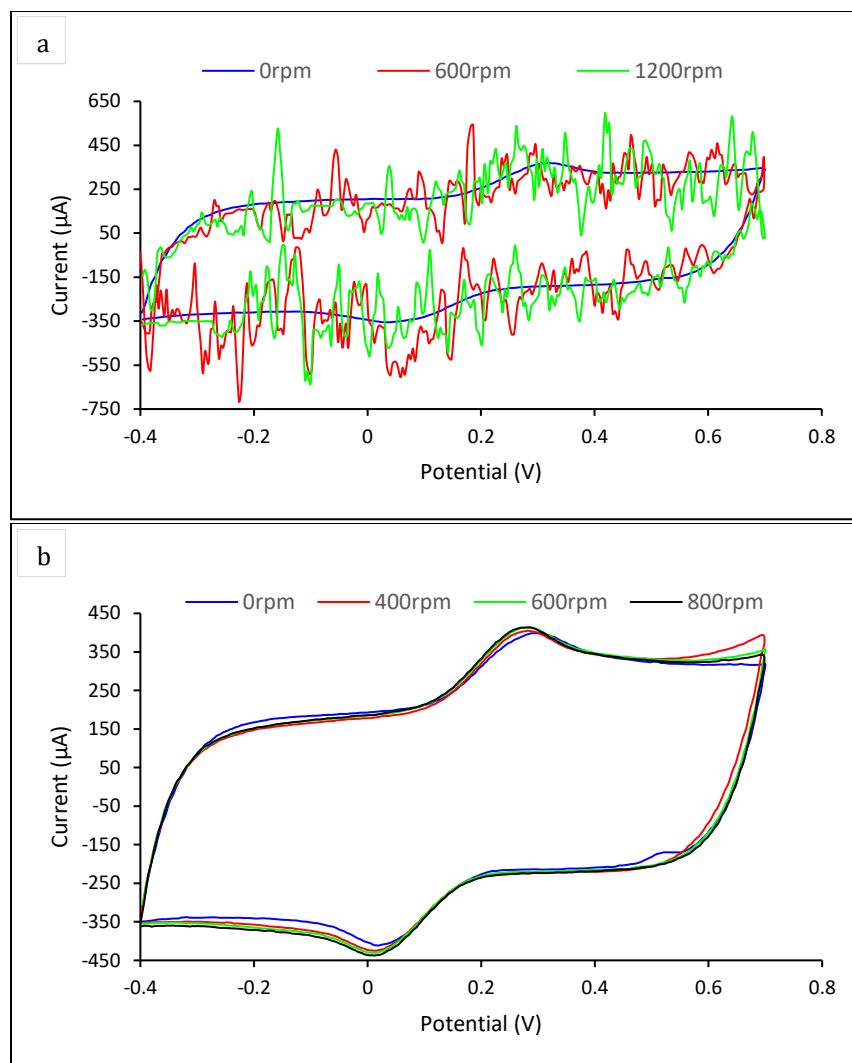 a
0rpm 600rpm 1200rpm
650
450
250
50
-150
-350
-550
-750
-0.4 -0.2 0 0.2 0.4 0.6 0.8
Current (µA)
Potential (V)
b
0rpm 400rpm 600rpm 800rpm
450
350
250
150
50
-50
-150
-250
-350
-450
-0.4 -0.2 0 0.2 0.4 0.6 0.8
Current (µA)
Potential (V)